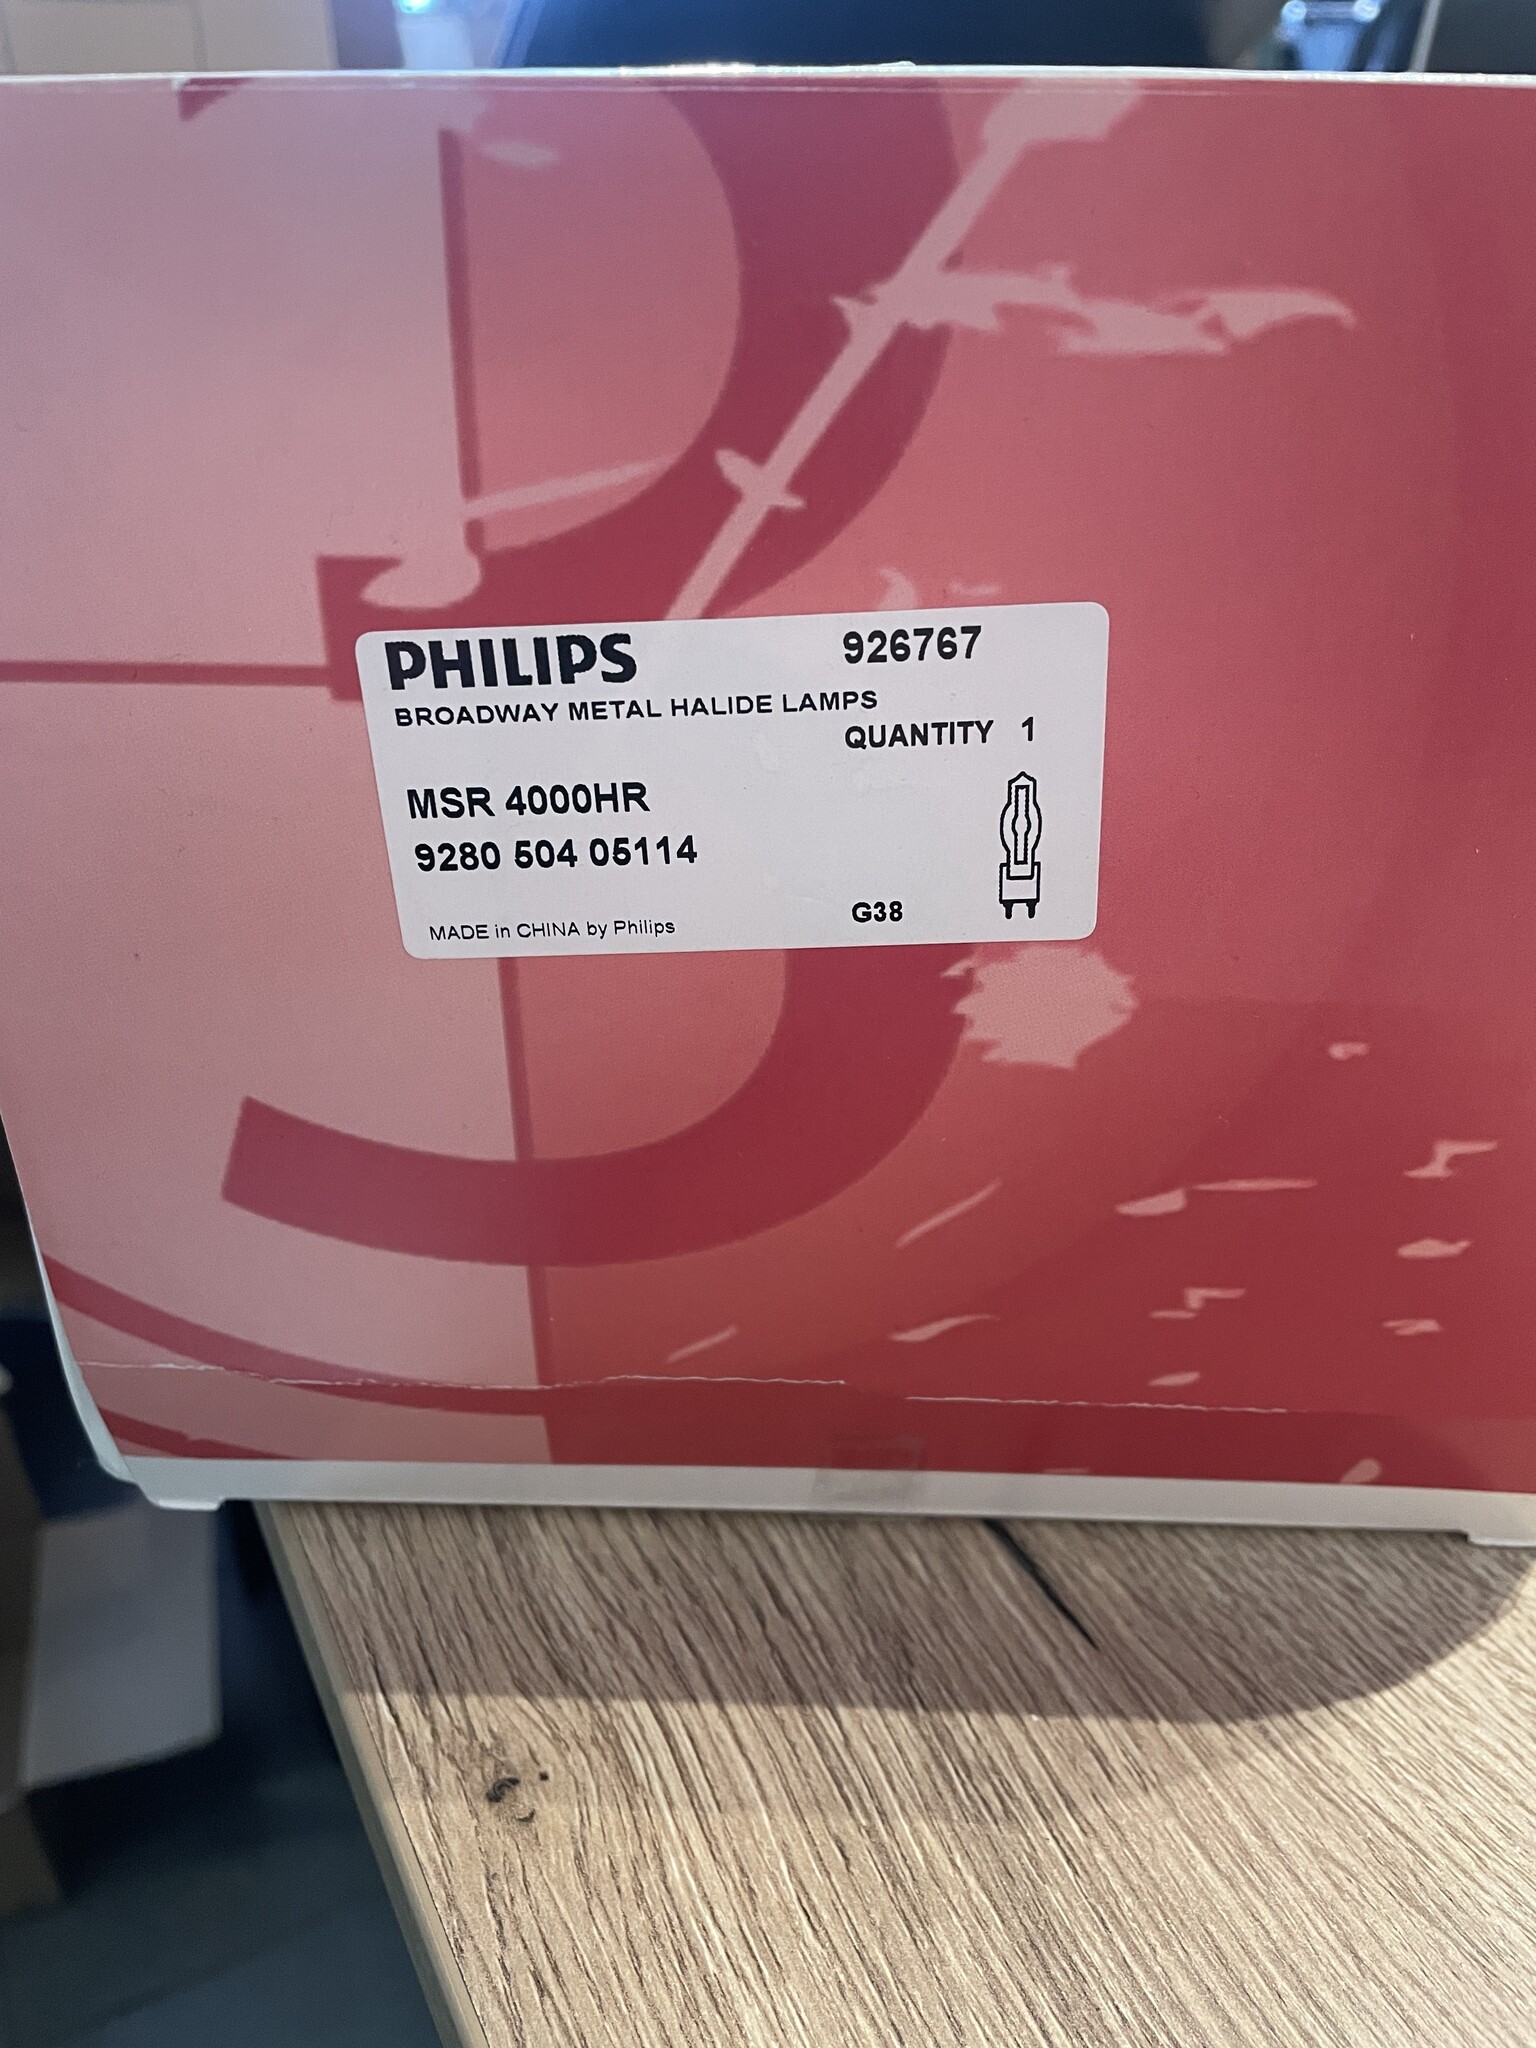 PHILIPS 926767
BROADWAY METAL HALIDE LAMPS
QUANTITY 1
MSR 4000HR
9280 504 05114
G38
MADE in CHINA by Philips